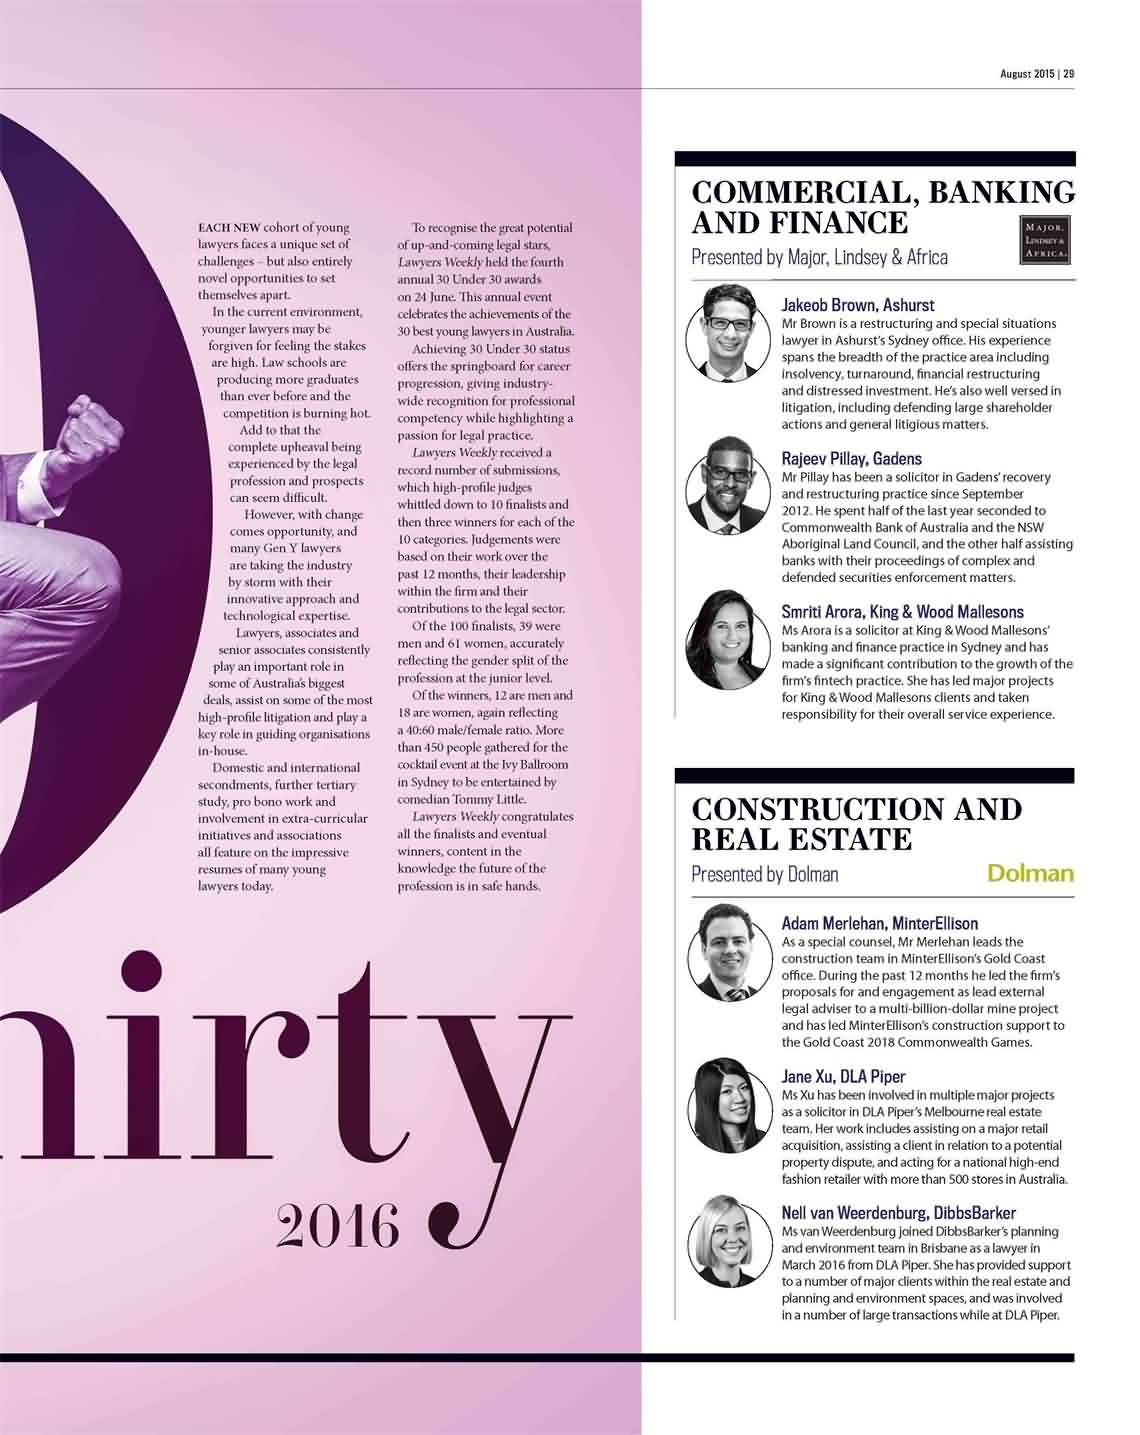 August 2015 | 29
EACH NEW cohort of young
lawyers faces a unique set of
challenges – but also entirely
novel opportunities to set
themselves apart.
In the current environment,
younger lawyers may be
forgiven for feeling the stakes
are high. Law schools are
producing more graduates
than ever before and the
competition is burning hot.
Add to that the
complete upheaval being
experienced by the legal
profession and prospects
can seem difficult.
However, with change
comes opportunity, and
many Gen Y lawyers
are taking the industry
by storm with their
innovative approach and
technological expertise.
Lawyers, associates and
senior associates consistently
play an important role in
some of Australia's biggest
deals, assist on some of the most
high-profile litigation and play a
key role in guiding organisations
in-house.
Domestic and international
secondments, further tertiary
study, pro bono work and
involvement in extra-curricular
initiatives and associations
all feature on the impressive
resumes of many young
lawyers today.
To recognise the great potential
of up-and-coming legal stars,
Lawyers Weekly held the fourth
annual 30 Under 30 awards
on 24 June. This annual event
celebrates the achievements of the
30 best young lawyers in Australia.
Achieving 30 Under 30 status
offers the springboard for career
progression, giving industry-
wide recognition for professional
competency while highlighting a
passion for legal practice.
Lawyers Weekly received a
record number of submissions,
which high-profile judges
whittled down to 10 finalists and
then three winners for each of the
10 categories. Judgements were
based on their work over the
past 12 months, their leadership
within the firm and their
contributions to the legal sector.
Of the 100 finalists, 39 were
men and 61 women, accurately
reflecting the gender split of the
profession at the junior level.
Of the winners, 12 are men and
18 are women, again reflecting
a 40:60 male/female ratio. More
than 450 people gathered for the
cocktail event at the Ivy Ballroom
in Sydney to be entertained by
comedian Tommy Little.
Lawyers Weekly congratulates
all the finalists and eventual
winners, content in the
knowledge the future of the
profession is in safe hands.
hirty
2016
COMMERCIAL, BANKING
AND FINANCE
Presented by Major, Lindsey & Africa
MAJOR,
LINDSEY &
AFRICA.
Jakeob Brown, Ashurst
Mr Brown is a restructuring and special situations
lawyer in Ashurst's Sydney office. His experience
spans the breadth of the practice area including
insolvency, turnaround, financial restructuring
and distressed investment. He's also well versed in
litigation, including defending large shareholder
actions and general litigious matters.
Rajeev Pillay, Gadens
Mr Pillay has been a solicitor in Gadens' recovery
and restructuring practice since September
2012. He spent half of the last year seconded to
Commonwealth Bank of Australia and the NSW
Aboriginal Land Council, and the other half assisting
banks with their proceedings of complex and
defended securities enforcement matters.
Smriti Arora, King & Wood Mallesons
Ms Arora is a solicitor at King & Wood Mallesons'
banking and finance practice in Sydney and has
made a significant contribution to the growth of the
firm's fintech practice. She has led major projects
for King & Wood Mallesons clients and taken
responsibility for their overall service experience.
CONSTRUCTION AND
REAL ESTATE
Presented by Dolman
Dolman
Adam Merlehan, MinterEllison
As a special counsel, Mr Merlehan leads the
construction team in MinterEllison's Gold Coast
office. During the past 12 months he led the firm's
proposals for and engagement as lead external
legal adviser to a multi-billion-dollar mine project
and has led MinterEllison's construction support to
the Gold Coast 2018 Commonwealth Games.
Jane Xu, DLA Piper
Ms Xu has been involved in multiple major projects
as a solicitor in DLA Piper's Melbourne real estate
team. Her work includes assisting on a major retail
acquisition, assisting a client in relation to a potential
property dispute, and acting for a national high-end
fashion retailer with more than 500 stores in Australia.
Nell van Weerdenburg, DibbsBarker
Ms van Weerdenburg joined DibbsBarker's planning
and environment team in Brisbane as a lawyer in
March 2016 from DLA Piper. She has provided support
to a number of major clients within the real estate and
planning and environment spaces, and was involved
in a number of large transactions while at DLA Piper.